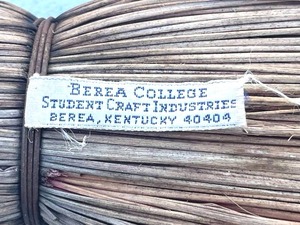 BEREA COLLEGE
STUDENT CRAFT INDUSTRIES
BEREA, KENTUCKY 40404